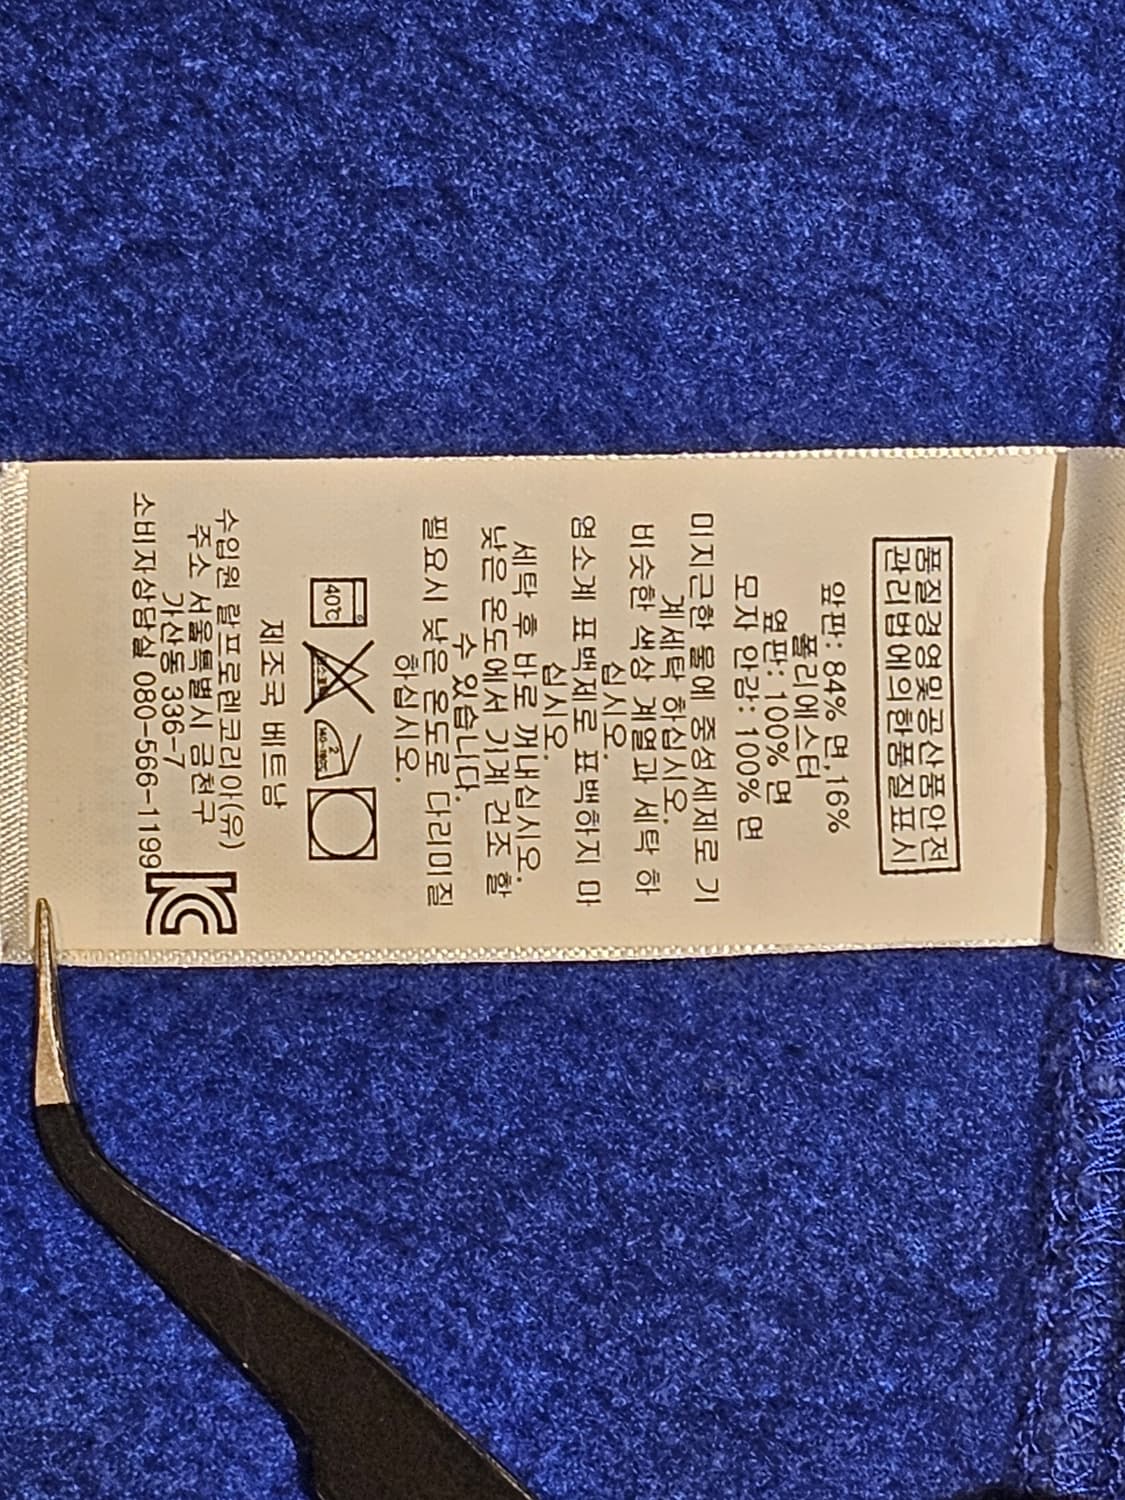 품질경영및공산품안전
관리법에의한품질표시
앞판: 84% 면,16%
폴리에스터
옆판: 100% 면
모자 안감: 100% 면
미지근한 물에 중성세제로 기
계세탁 하십시오.
비슷한 색상 계열과 세탁 하
십시오.
염소계 표백제로 표백하지 마
십시오.
세탁 후 바로 꺼내십시오.
낮은 온도에서 기계 건조 할
수 있습니다.
필요시 낮은 온도로 다리미질
하십시오.
40℃
2
제조국 베트남
수입원 랄프로렌코리아(유)
주소 서울특별시 금천구
가산동 336-7
소비자상담실 080-566-1199